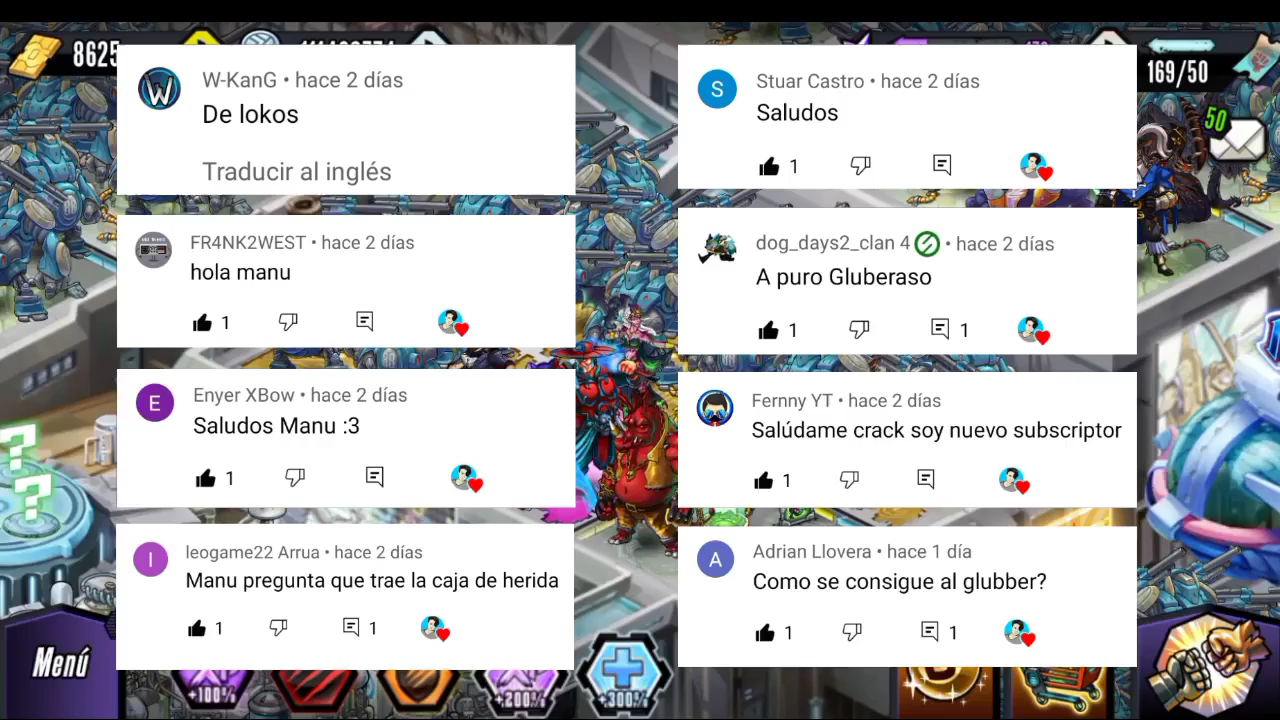 8625
W-KanG • hace 2 días
De lokos
Traducir al inglés
FR4NK2WEST • hace 2 días
hola manu
1
E
Enyer XBow • hace 2 días
Saludos Manu :3
1
I
leogame22 Arrua • hace 2 días
Manu pregunta que trae la caja de herida
1
1
S
Stuar Castro • hace 2 días
Saludos
1
dog_days2_clan 4 • hace 2 días
A puro Gluberaso
1
1
Fernny YT • hace 2 días
Salúdame crack soy nuevo subscriptor
1
A
Adrian Llovera • hace 1 día
Como se consigue al glubber?
1
1
169/50
50
? ?
Menú
+100%
+200%
+300%